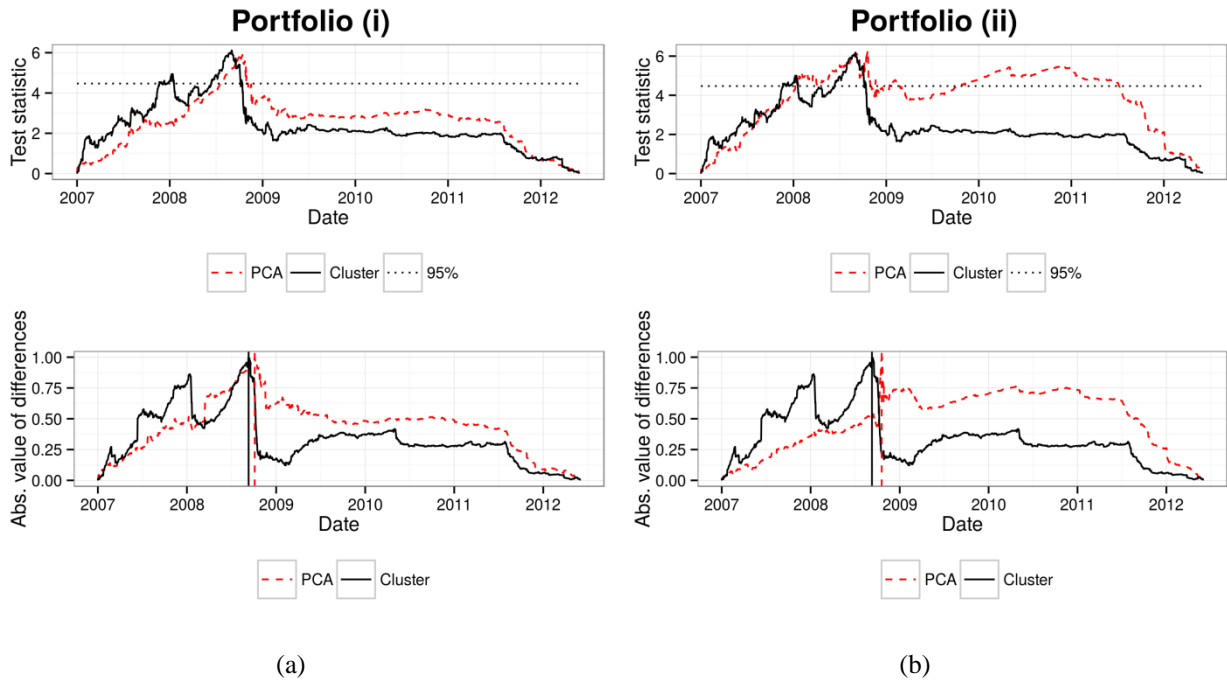 Portfolio (i)
Test statistic
6
4
2
0
2007 2008 2009 2010 2011 2012
Date
PCA Cluster 95%
Abs. value of differences
1.00
0.75
0.50
0.25
0.00
2007 2008 2009 2010 2011 2012
Date
PCA Cluster
(a)
Portfolio (ii)
Test statistic
6
4
2
0
2007 2008 2009 2010 2011 2012
Date
PCA Cluster 95%
Abs. value of differences
1.00
0.75
0.50
0.25
0.00
2007 2008 2009 2010 2011 2012
Date
PCA Cluster
(b)